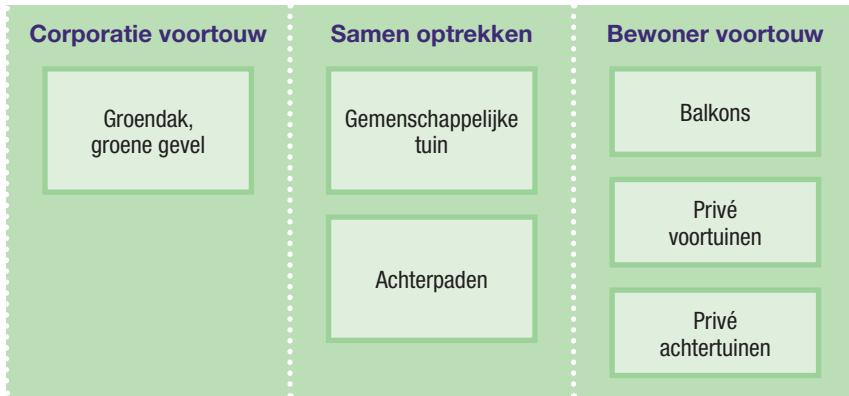 Corporatie voortouw
Groendak,
groene gevel
Samen optrekken
Gemenschappelijke
tuin
Achterpaden
Bewoner voortouw
Balkons
Privé
voortuinen
Privé
achtertuinen